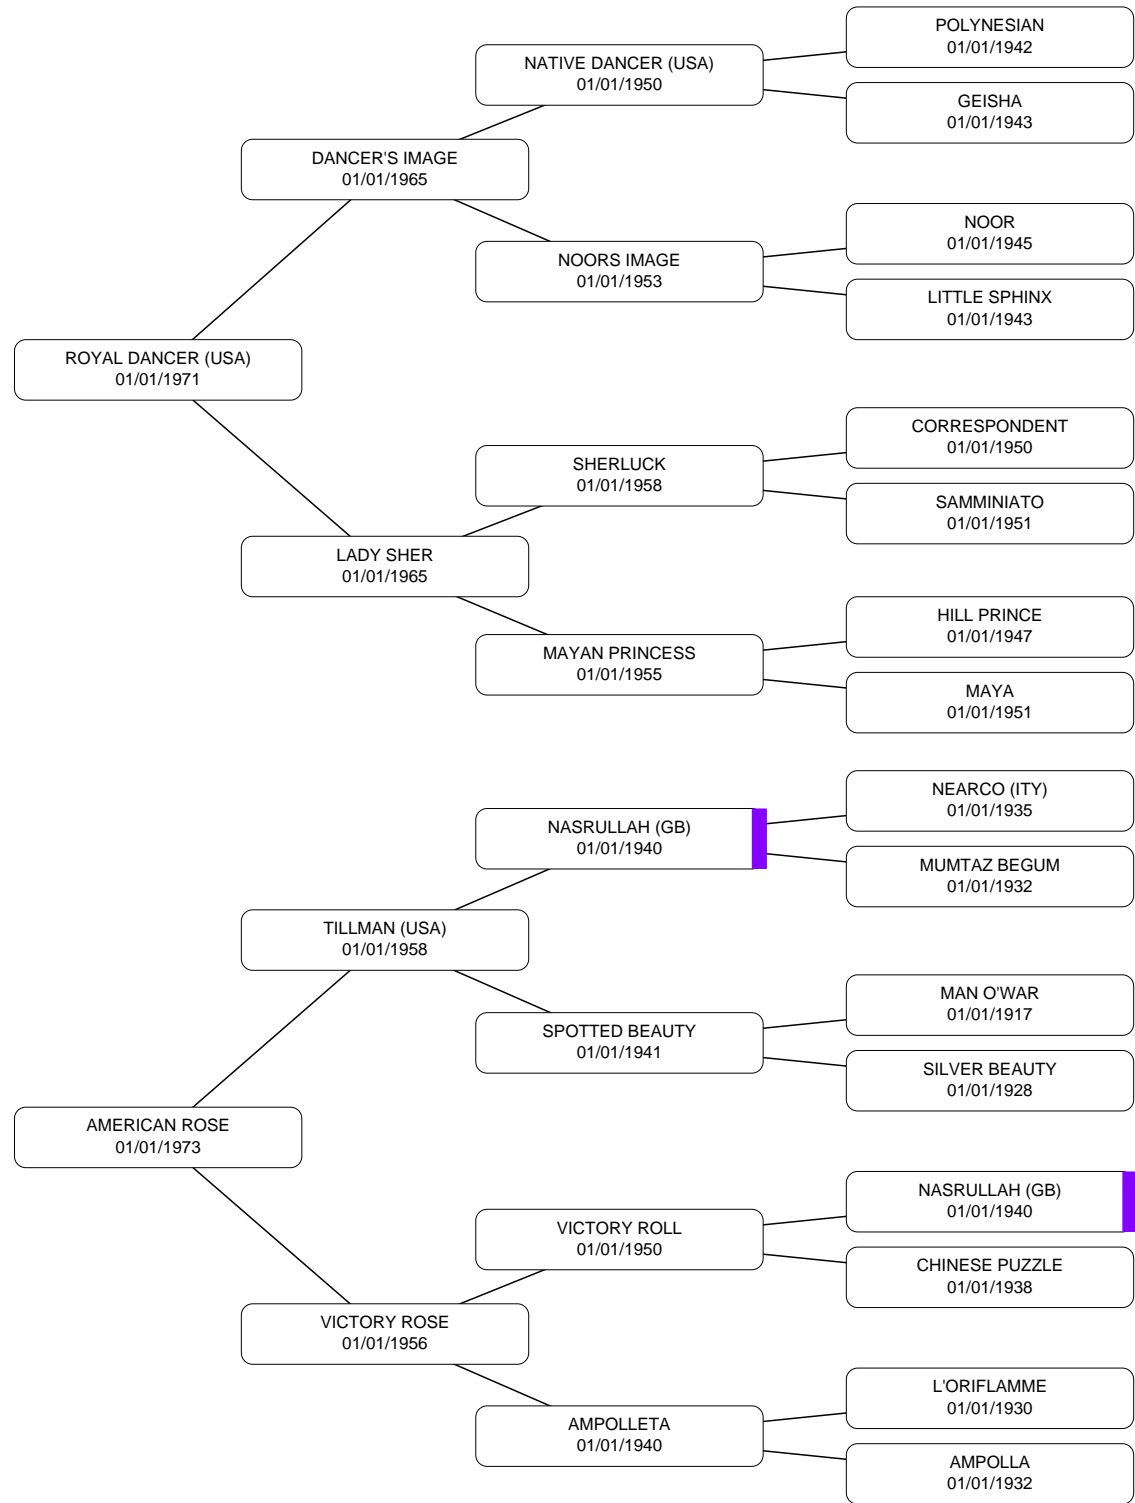 POLYNESIAN
01/01/1942
NATIVE DANCER (USA)
01/01/1950
GEISHA
01/01/1943
DANCER'S IMAGE
01/01/1965
NOOR
01/01/1945
NOORS IMAGE
01/01/1953
LITTLE SPHINX
01/01/1943
ROYAL DANCER (USA)
01/01/1971
CORRESPONDENT
01/01/1950
SHERLUCK
01/01/1958
SAMMINIATO
01/01/1951
LADY SHER
01/01/1965
HILL PRINCE
01/01/1947
MAYAN PRINCESS
01/01/1955
MAYA
01/01/1951
NEARCO (ITY)
01/01/1935
NASRULLAH (GB)
01/01/1940
MUMTAZ BEGUM
01/01/1932
TILLMAN (USA)
01/01/1958
MAN O'WAR
01/01/1917
SPOTTED BEAUTY
01/01/1941
SILVER BEAUTY
01/01/1928
AMERICAN ROSE
01/01/1973
NASRULLAH (GB)
01/01/1940
VICTORY ROLL
01/01/1950
CHINESE PUZZLE
01/01/1938
VICTORY ROSE
01/01/1956
L'ORIFLAMME
01/01/1930
AMPOLLETA
01/01/1940
AMPOLLA
01/01/1932